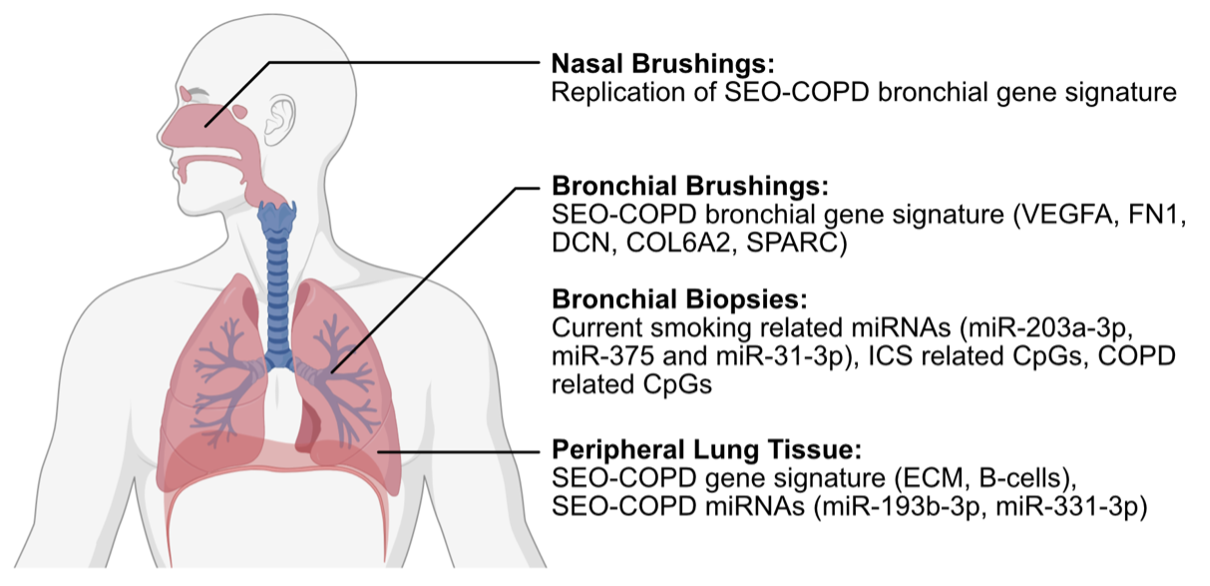 Nasal Brushings:
Replication of SEO-COPD bronchial gene signature
Bronchial Brushings:
SEO-COPD bronchial gene signature (VEGFA, FN1,
DCN, COL6A2, SPARC)
Bronchial Biopsies:
Current smoking related miRNAs (miR-203a-3p,
miR-375 and miR-31-3p), ICS related CpGs, COPD
related CpGs
Peripheral Lung Tissue:
SEO-COPD gene signature (ECM, B-cells),
SEO-COPD miRNAs (miR-193b-3p, miR-331-3p)